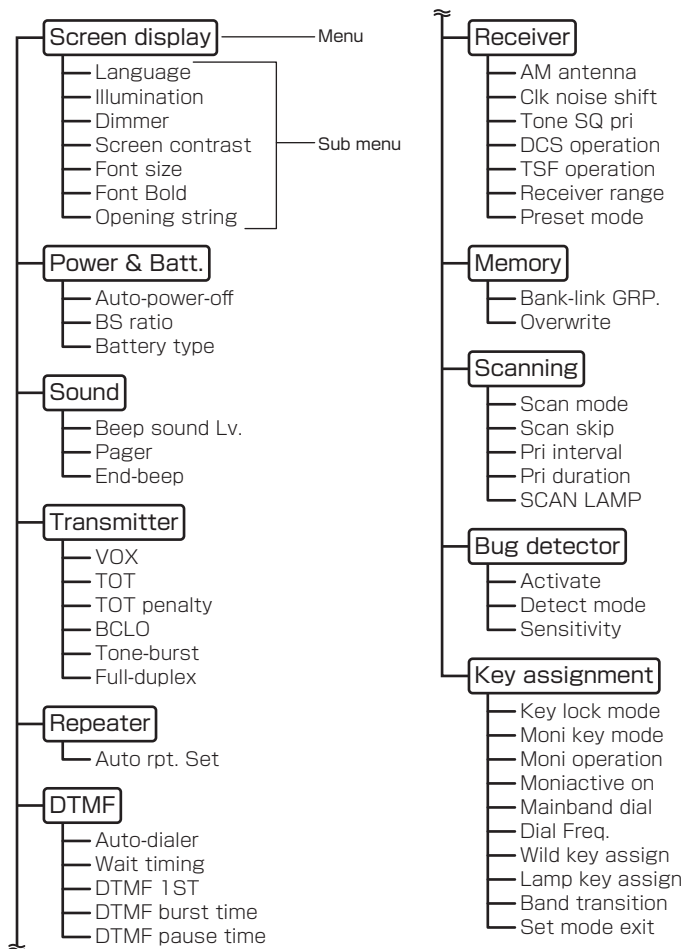 Screen display
Menu
Language
Illumination
Dimmer
Screen contrast
Sub menu
Font size
Font Bold
Opening string
Power & Batt.
Auto-power-off
BS ratio
Battery type
Sound
Beep sound Lv.
Pager
End-beep
Transmitter
VOX
TOT
TOT penalty
BCLO
Tone-burst
Full-duplex
Repeater
Auto rpt. Set
DTMF
Auto-dialer
Wait timing
DTMF 1ST
DTMF burst time
DTMF pause time
Receiver
AM antenna
Clk noise shift
Tone SQ pri
DCS operation
TSF operation
Receiver range
Preset mode
Memory
Bank-link GRP.
Overwrite
Scanning
Scan mode
Scan skip
Pri interval
Pri duration
SCAN LAMP
Bug detector
Activate
Detect mode
Sensitivity
Key assignment
Key lock mode
Moni key mode
Moni operation
Moniactive on
Mainband dial
Dial Freq.
Wild key assign
Lamp key assign
Band transition
Set mode exit